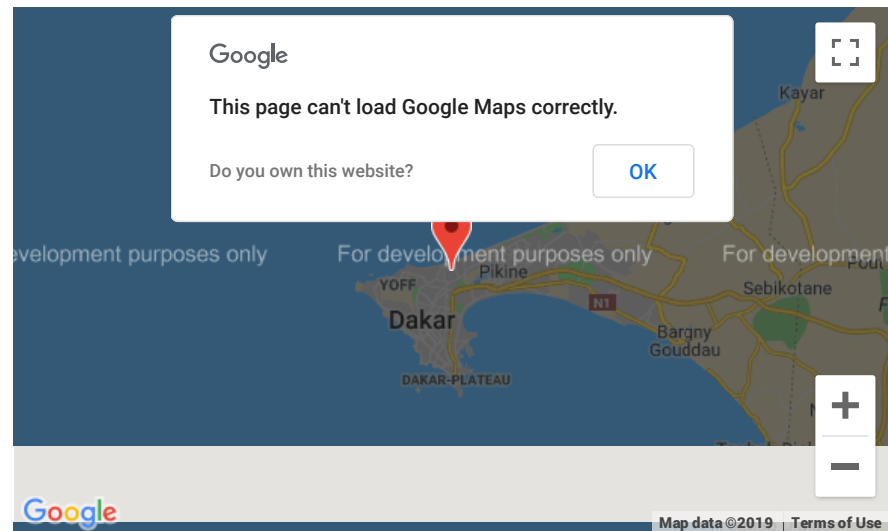 Google
This page can't load Google Maps correctly.
Do you own this website?
OK
Kayar
evelopment purposes only
For development purposes only
For development
Pikine
YOFF
Sebikotane
N1
Dakar
Bargny
Gouddau
DAKAR-PLATEAU
Google
Map data ©2019
Terms of Use